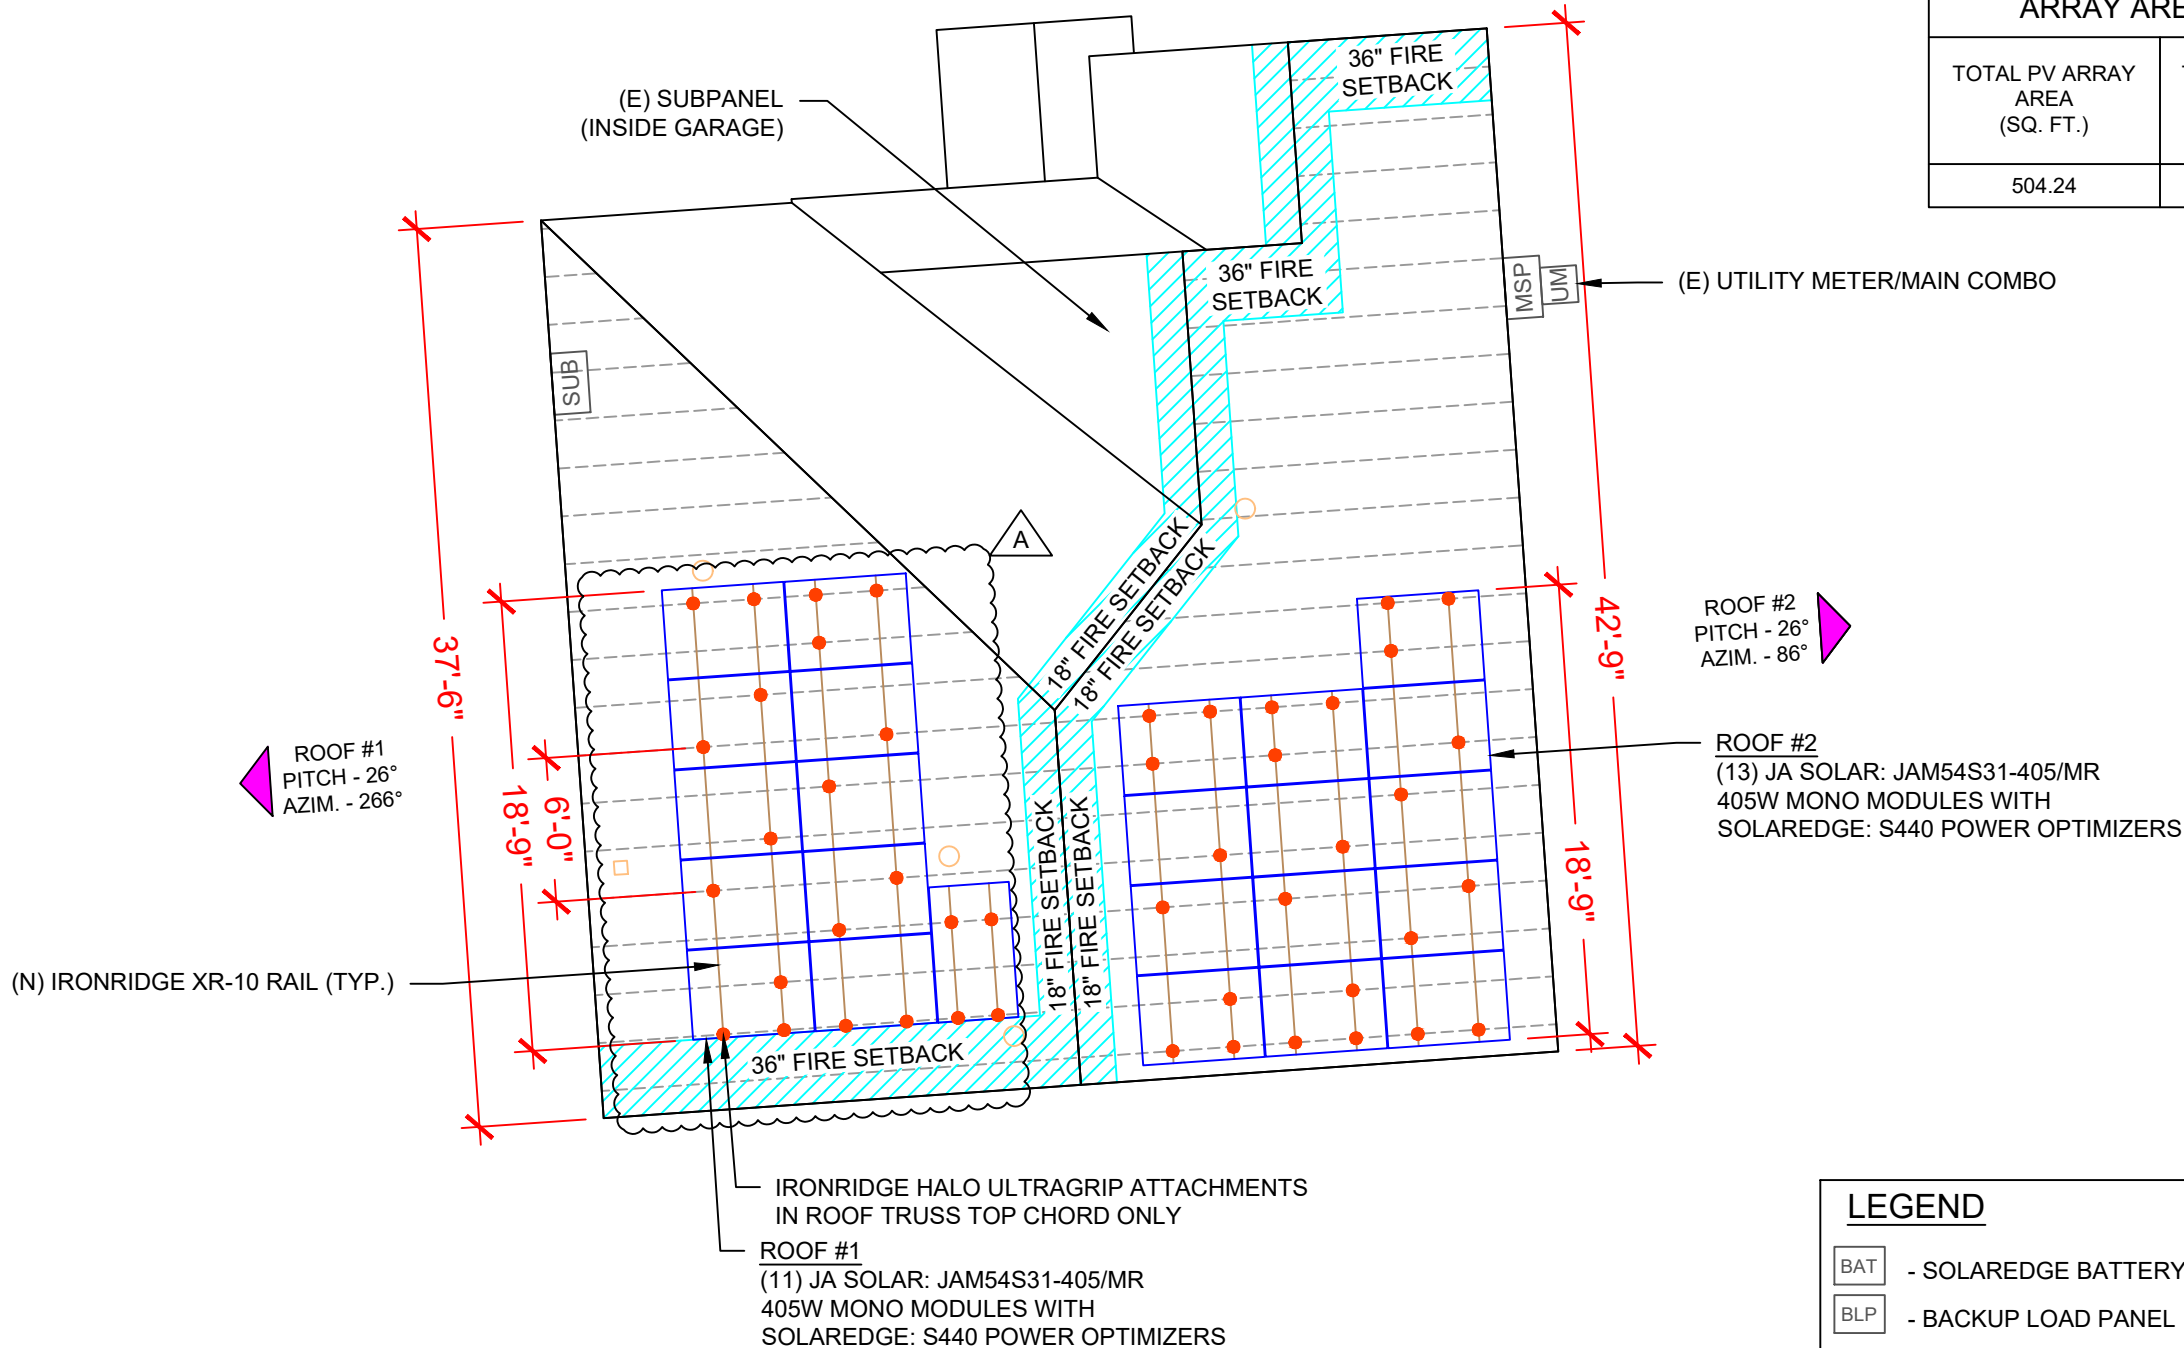 ARRAY ARE
TOTAL PV ARRAY
AREA
(SQ. FT.)
504.24
36" FIRE
SETBACK
(E) SUBPANEL
(INSIDE GARAGE)
36" FIRE
SETBACK
MSP
UM
(E) UTILITY METER/MAIN COMBO
SUB
A
18" FIRE SETBACK
18" FIRE SETBACK
37'-6"
42'-9"
ROOF #2
PITCH - 26°
AZIM. - 86°
ROOF #1
PITCH - 26°
AZIM. - 266°
18'-9"
6'-0"
18" FIRE SETBACK
18" FIRE SETBACK
18'-9"
ROOF #2
(13) JA SOLAR: JAM54S31-405/MR
405W MONO MODULES WITH
SOLAREDGE: S440 POWER OPTIMIZERS
(N) IRONRIDGE XR-10 RAIL (TYP.)
36" FIRE SETBACK
IRONRIDGE HALO ULTRAGRIP ATTACHMENTS
IN ROOF TRUSS TOP CHORD ONLY
ROOF #1
(11) JA SOLAR: JAM54S31-405/MR
405W MONO MODULES WITH
SOLAREDGE: S440 POWER OPTIMIZERS
LEGEND
BAT - SOLAREDGE BATTERY
BLP - BACKUP LOAD PANEL